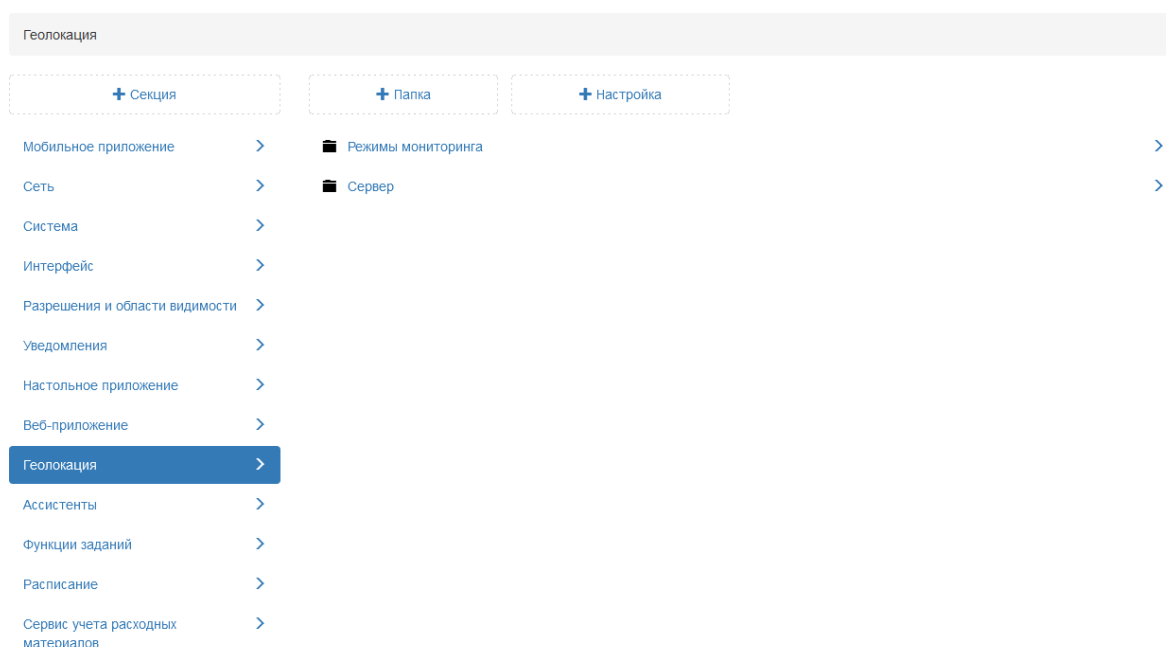 Геолокация
Секция
Папка
Настройка
Мобильное приложение
Сеть
Система
Интерфейс
Разрешения и области видимости
Уведомления
Настольное приложение
Веб-приложение
Геолокация
Ассистенты
Функции заданий
Расписание
Сервис учета расходных
материалов
Режимы мониторинга
Сервер